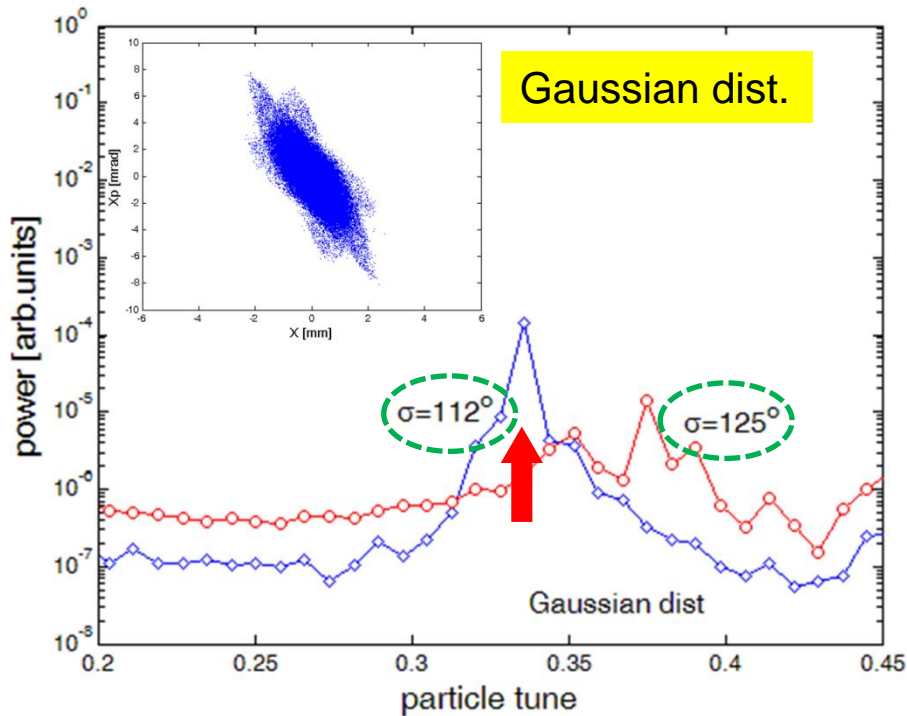 Gaussian dist.
10⁰
10⁻¹
10⁻²
10⁻³
10⁻⁴
10⁻⁵
10⁻⁶
10⁻⁷
10⁻⁸
power [arb.units]
10
8
6
4
2
0
-2
-4
-6
-8
-10
Xp [mrad]
-6 -4 -2 0 2 4 6
X [mm]
σ=112°
σ=125°
Gaussian dist
0.2 0.25 0.3 0.35 0.4 0.45
particle tune